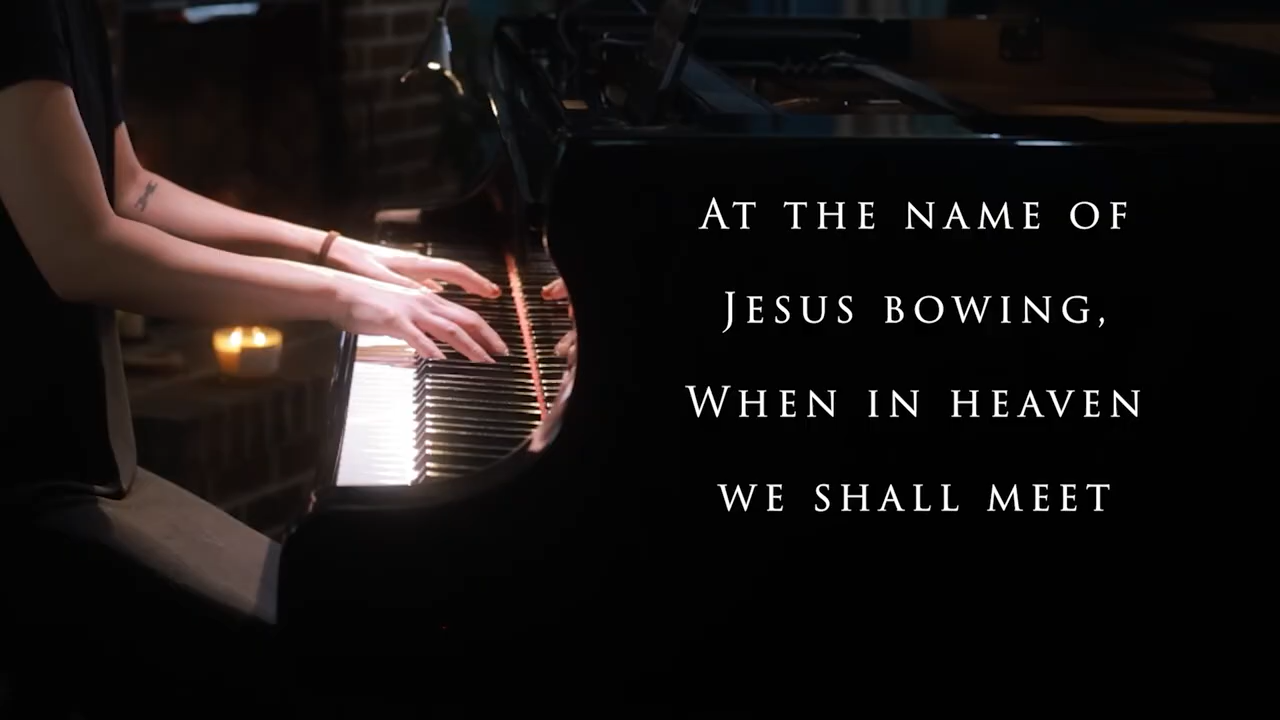 At the name of
Jesus bowing,
When in heaven
we shall meet